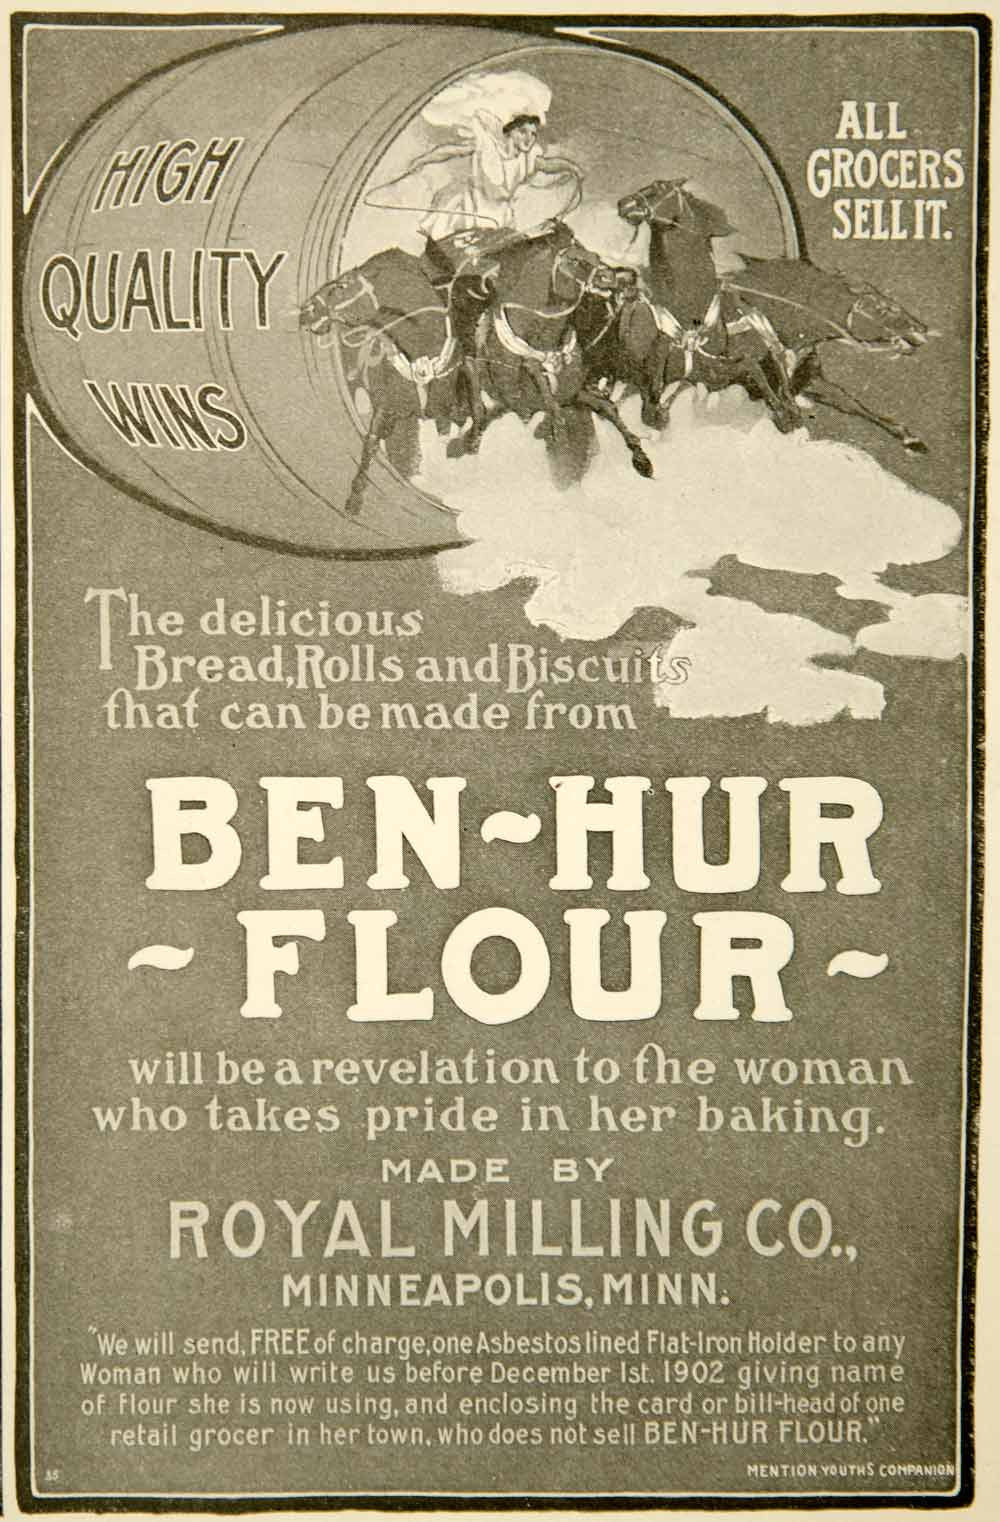 HIGH
QUALITY
WINS
ALL
GROCERS
SELL IT.
The delicious
Bread, Rolls and Biscuits
that can be made from
BEN~HUR
~FLOUR~
will be a revelation to the woman
who takes pride in her baking.
MADE BY
ROYAL MILLING CO.,
MINNEAPOLIS, MINN.
"We will send, FREE of charge, one Asbestos lined Flat-Iron Holder to any
Woman who will write us before December 1st. 1902 giving name
of flour she is now using, and enclosing the card or bill-head of one
retail grocer in her town, who does not sell BEN-HUR FLOUR."
MENTION YOUTHS COMPANION